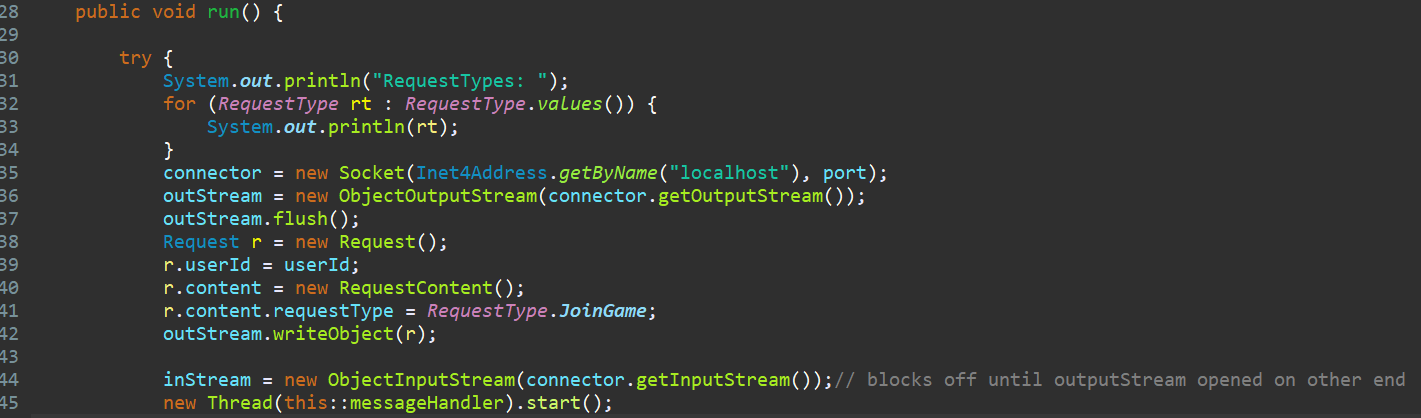 28 public void run() {
29
30 try {
31 System.out.println("RequestTypes: ");
32 for (RequestType rt : RequestType.values()) {
33 System.out.println(rt);
34 }
35 connector = new Socket(Inet4Address.getByName("localhost"), port);
36 outStream = new ObjectOutputStream(connector.getOutputStream());
37 outStream.flush();
38 Request r = new Request();
39 r.userId = userId;
40 r.content = new RequestContent();
41 r.content.requestType = RequestType.JoinGame;
42 outStream.writeObject(r);
43
44 inStream = new ObjectInputStream(connector.getInputStream());// blocks off until outputStream opened on other end
45 new Thread(this::messageHandler).start();